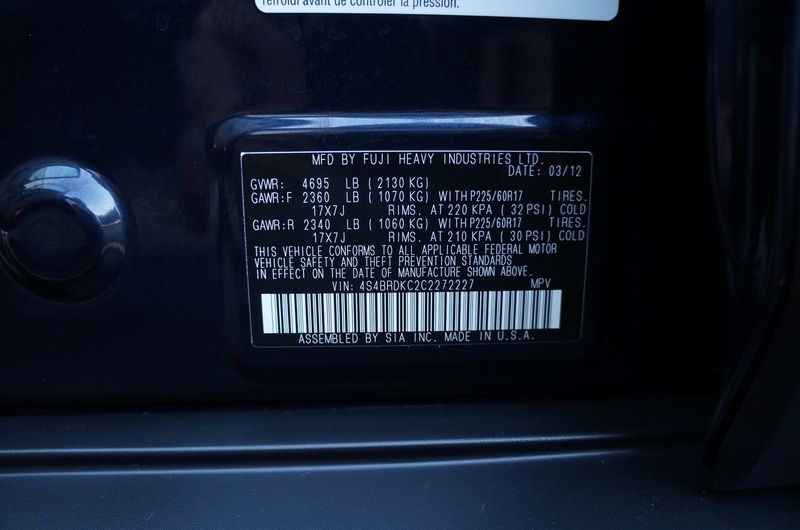 refroidi avant de contrôler la pression.
MFD BY FUJI HEAVY INDUSTRIES LTD.
DATE: 03/12
GVWR: 4695 LB ( 2130 KG)
GAWR:F 2360 LB ( 1070 KG) WITH P225/60R17 TIRES.
17X7J RIMS. AT 220 KPA ( 32 PSI) COLD
GAWR:R 2340 LB ( 1060 KG) WITH P225/60R17 TIRES.
17X7J RIMS. AT 210 KPA ( 30 PSI) COLD
THIS VEHICLE CONFORMS TO ALL APPLICABLE FEDERAL MOTOR
VEHICLE SAFETY AND THEFT PREVENTION STANDARDS
IN EFFECT ON THE DATE OF MANUFACTURE SHOWN ABOVE.
VIN: 4S4BRDKC2C2272227 MPV
ASSEMBLED BY SIA INC. MADE IN U.S.A.